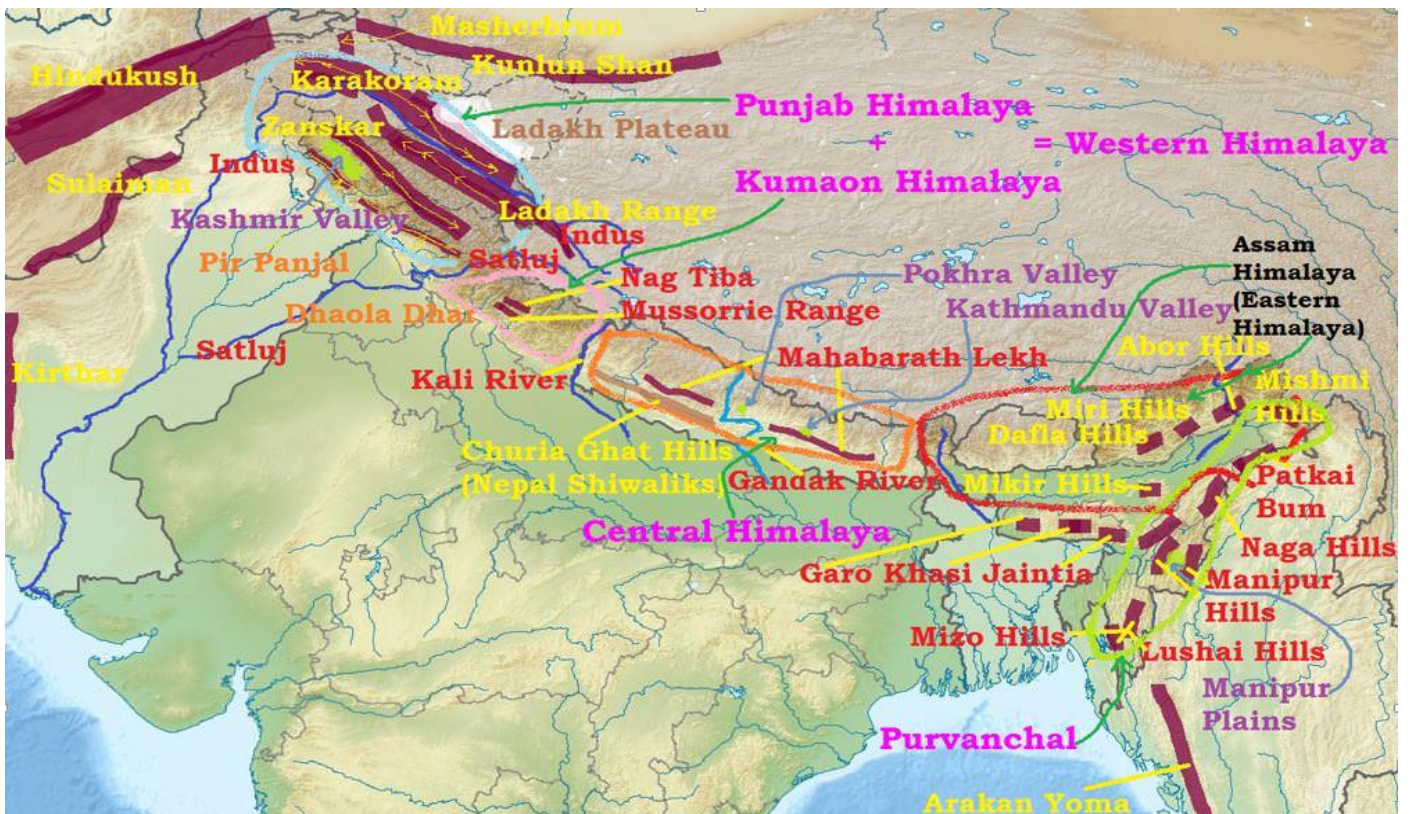 Masherbrum
Hindukush
Karakoram
Kunlun Shan
Punjab Himalaya
Zanskar
Ladakh Plateau
+
= Western Himalaya
Indus
Sulaiman
Kumaon Himalaya
Kashmir Valley
Ladakh Range
Indus
Pir Panjal
Satluj
Nag Tiba
Pokhra Valley
Assam
Himalaya
(Eastern
Himalaya)
Dhaola Dhar
Mussorrie Range
Kathmandu Valley
Satluj
Kirthar
Kali River
Mahabarath Lekh
Abor Hills
Mishmi
Hills
Miri Hills
Dafla Hills
Churia Ghat Hills
(Nepal Shiwaliks)
Gandak River
Mikir Hills
Patkai
Bum
Central Himalaya
Naga Hills
Garo Khasi Jaintia
Manipur
Hills
Mizo Hills
Lushai Hills
Manipur
Plains
Purvanchal
Arakan Yoma